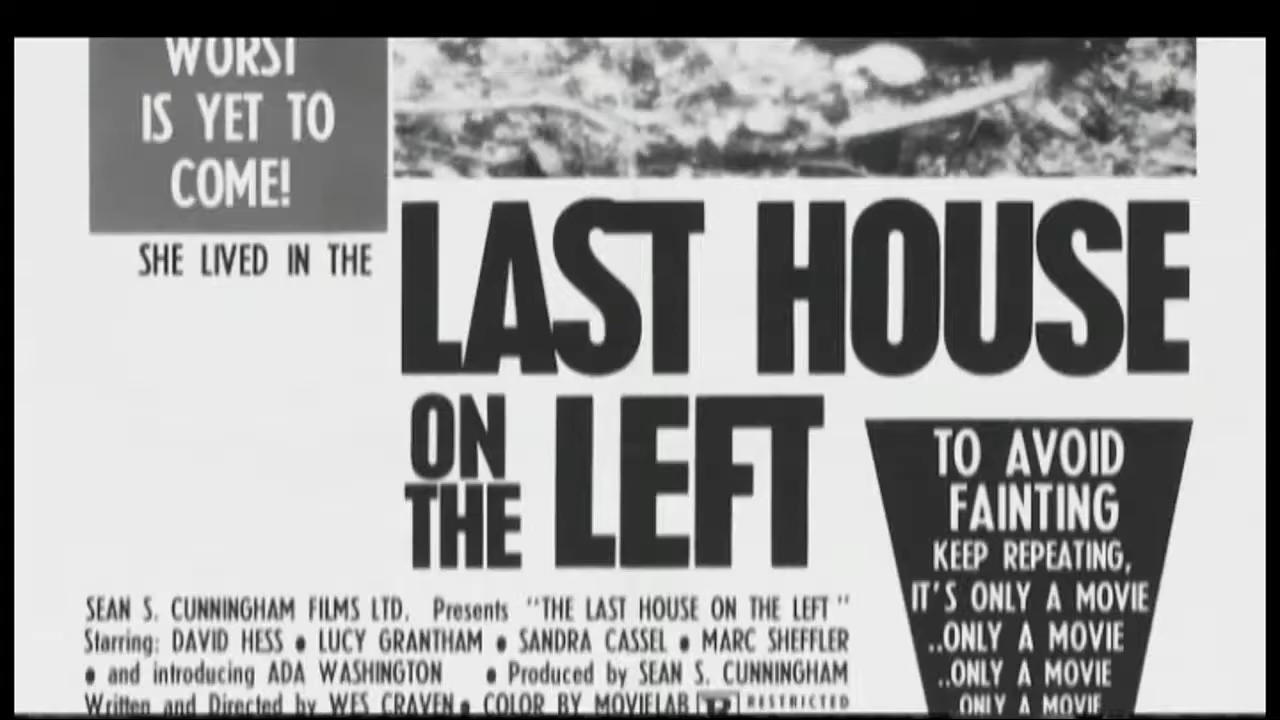 WORST
IS YET TO
COME!
SHE LIVED IN THE
LAST HOUSE
ON
THE
LEFT
TO AVOID
FAINTING
KEEP REPEATING,
IT'S ONLY A MOVIE
..ONLY A MOVIE
..ONLY A MOVIE
..ONLY A MOVIE
SEAN S. CUNNINGHAM FILMS LTD. Presents "THE LAST HOUSE ON THE LEFT"
Starring: DAVID HESS • LUCY GRANTHAM • SANDRA CASSEL • MARC SHEFFLER
• and introducing ADA WASHINGTON • Produced by SEAN S. CUNNINGHAM
Written and Directed by WES CRAVEN • COLOR BY MOVIELAB R RESTRICTED